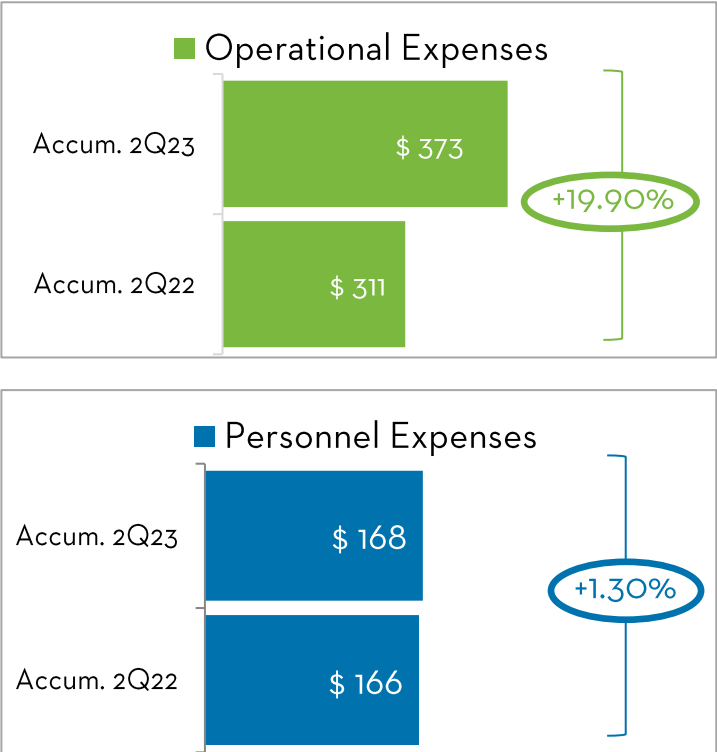 Operational Expenses
Accum. 2Q23
$ 373
+19.90%
Accum. 2Q22
$ 311
Personnel Expenses
Accum. 2Q23
$ 168
+1.30%
Accum. 2Q22
$ 166